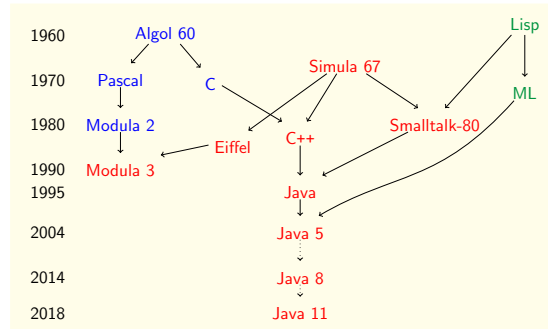 1960 Algol 60 Lisp
Simula 67
1970 Pascal C
ML
1980 Modula 2 Smalltalk-80
C++
Eiffel
1990 Modula 3
1995 Java
2004 Java 5
2014 Java 8
2018 Java 11